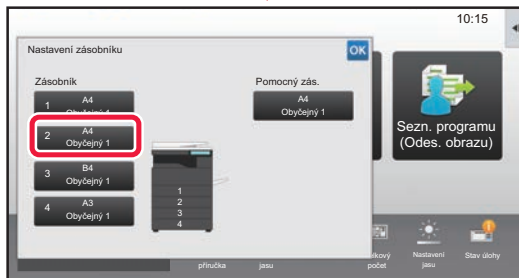 10:15
Nastavení zásobníku
OK
Zásobník
Pomocný zás.
1 A4
Obyčejný 1
2 A4
Obyčejný 1
3 B4
Obyčejný 1
4 A3
Obyčejný 1
A4
Obyčejný 1
1
2
3
4
Sezn. programu
(Odes. obrazu)
příručka
jasu
počet
Nastavení
jasu
Stav úlohy